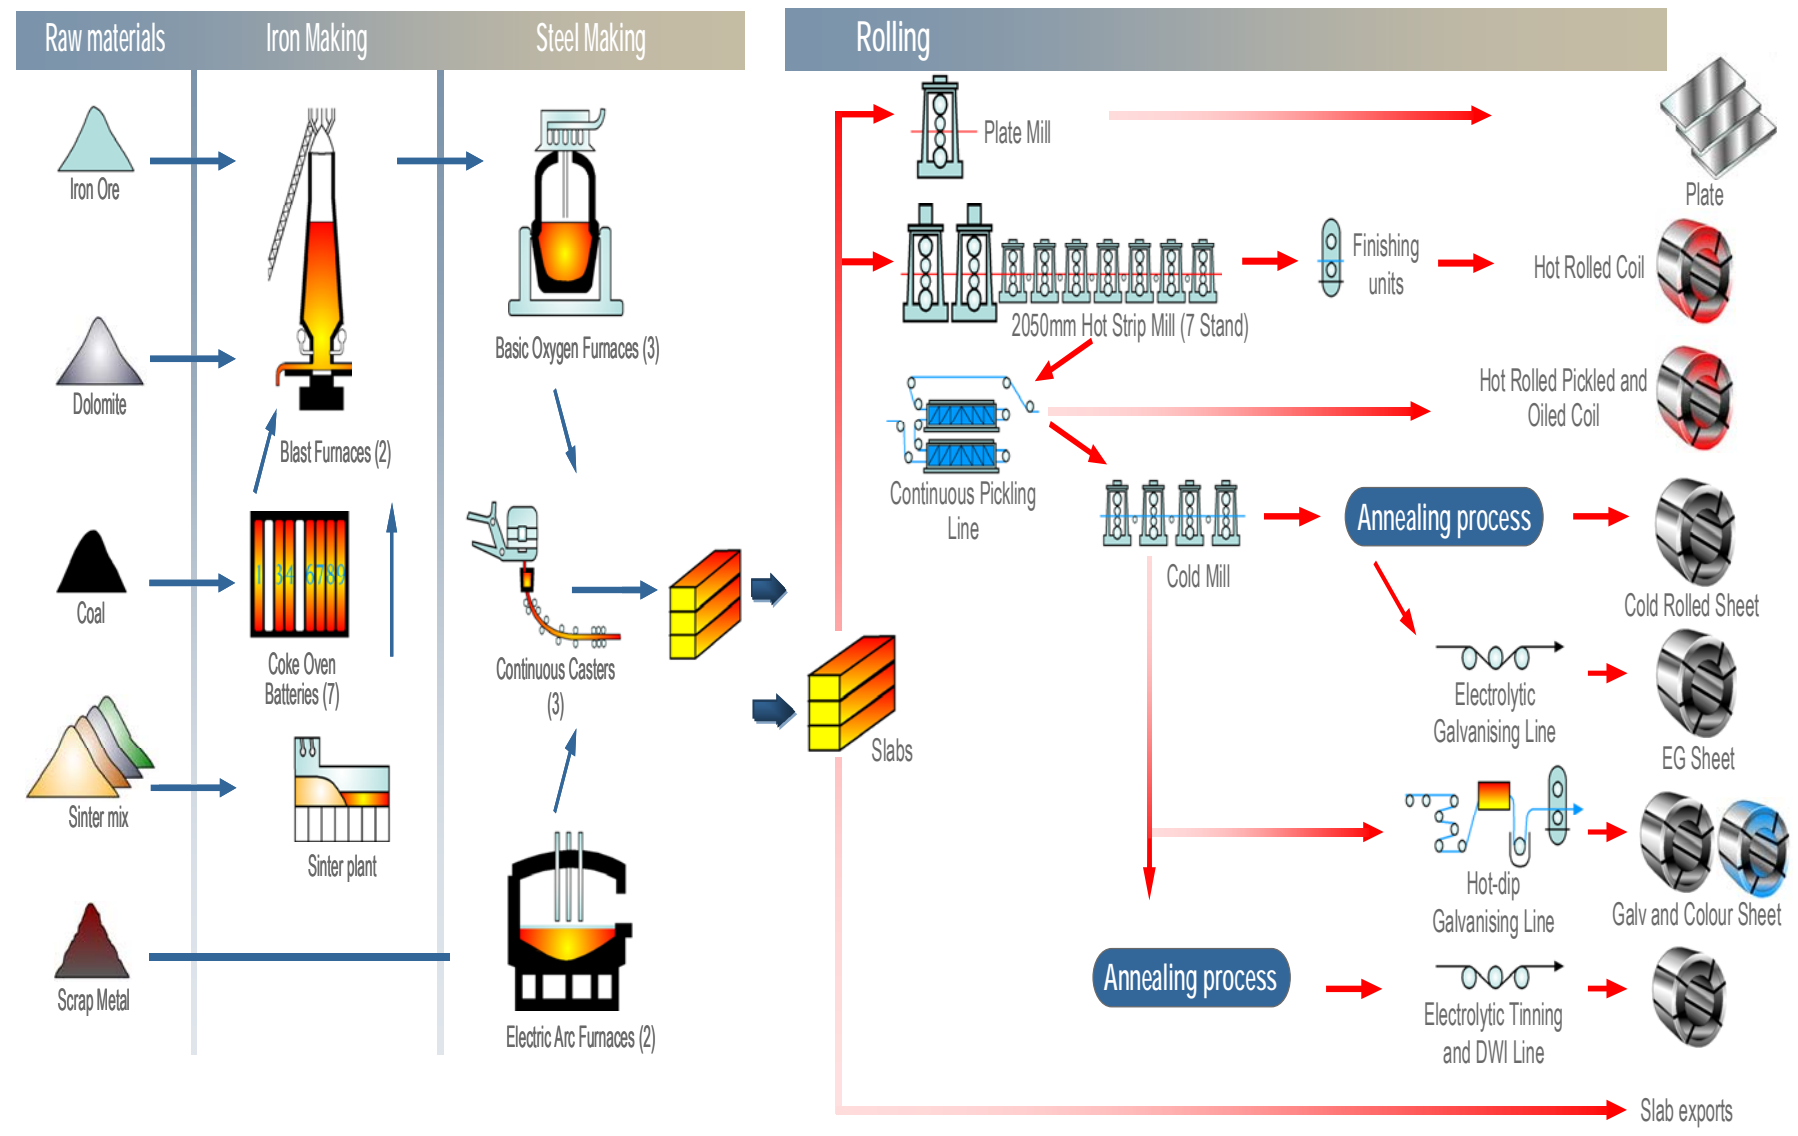 Raw materials
Iron Making
Steel Making
Rolling
Iron Ore
Dolomite
Coal
Sinter mix
Scrap Metal
Blast Furnaces (2)
1 34 6789
Coke Oven
Batteries (7)
Sinter plant
Basic Oxygen Furnaces (3)
Continuous Casters
(3)
Electric Arc Furnaces (2)
Slabs
Plate Mill
Plate
2050mm Hot Strip Mill (7 Stand)
Finishing
units
Hot Rolled Coil
Continuous Pickling
Line
Hot Rolled Pickled and
Oiled Coil
Cold Mill
Annealing process
Cold Rolled Sheet
Electrolytic
Galvanising Line
EG Sheet
Hot-dip
Galvanising Line
Galv and Colour Sheet
Annealing process
Electrolytic Tinning
and DWI Line
Slab exports